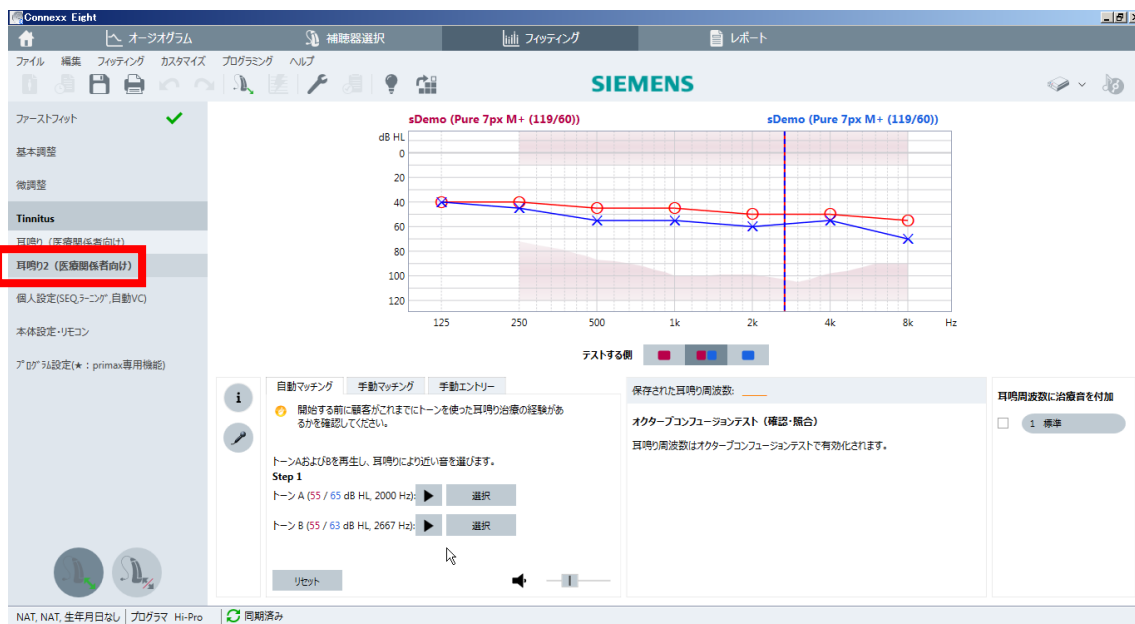 Connexx Eight
オージオグラム 補聴器選択 フィッティング レポート
ファイル 編集 フィッティング カスタマイズ プログラミング ヘルプ
SIEMENS
ファーストフィット
基本調整
微調整
Tinnitus
耳鳴り（医療関係者向け）
耳鳴り2（医療関係者向け）
個人設定(SEQ,ラーニング,自動VC)
本体設定・リモコン
プログラム設定(★：primax専用機能)
sDemo (Pure 7px M+ (119/60)) sDemo (Pure 7px M+ (119/60))
dB HL
0
20
40
60
80
100
120
125 250 500 1k 2k 4k 8k Hz
テストする側
i
自動マッチング 手動マッチング 手動エントリー
開始する前に顧客がこれまでにトーンを使った耳鳴り治療の経験があ
るかを確認してください。
トーンAおよびBを再生し、耳鳴りにより近い音を選びます。
Step 1
トーン A (55 / 65 dB HL, 2000 Hz): 選択
トーン B (55 / 63 dB HL, 2667 Hz): 選択
リセット
保存された耳鳴り周波数: ____
オクターブコンフュージョンテスト（確認・照合）
耳鳴り周波数はオクターブコンフュージョンテストで有効化されます。
耳鳴周波数に治療音を付加
1 標準
NAT, NAT, 生年月日なし プログラマ Hi-Pro 同期済み